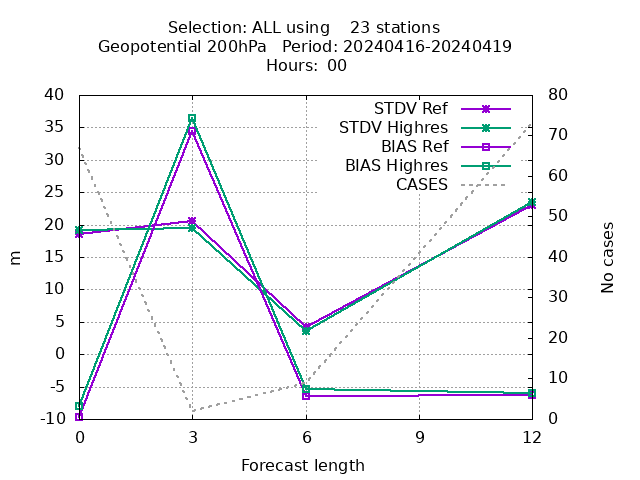 Selection: ALL using    23 stations
Geopotential 200hPa   Period: 20240416-20240419
Hours:  00
STDV Ref
STDV Highres
BIAS Ref
BIAS Highres
CASES
40
35
30
25
20
15
10
5
0
-5
-10
m
80
70
60
50
40
30
20
10
0
No cases
0 3 6 9 12
Forecast length